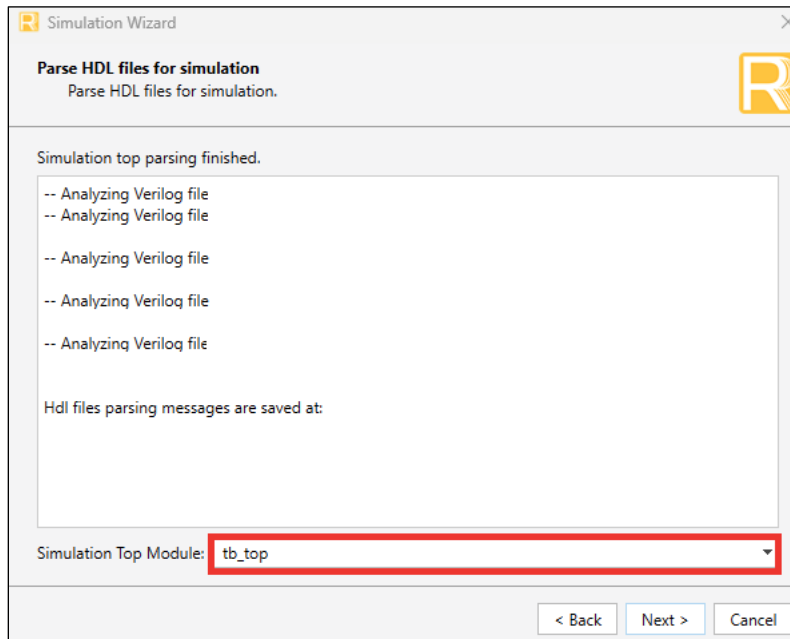 Simulation Wizard
Parse HDL files for simulation
Parse HDL files for simulation.
Simulation top parsing finished.
-- Analyzing Verilog file
-- Analyzing Verilog file
-- Analyzing Verilog file
-- Analyzing Verilog file
-- Analyzing Verilog file
Hdl files parsing messages are saved at:
Simulation Top Module: tb_top
< Back Next > Cancel